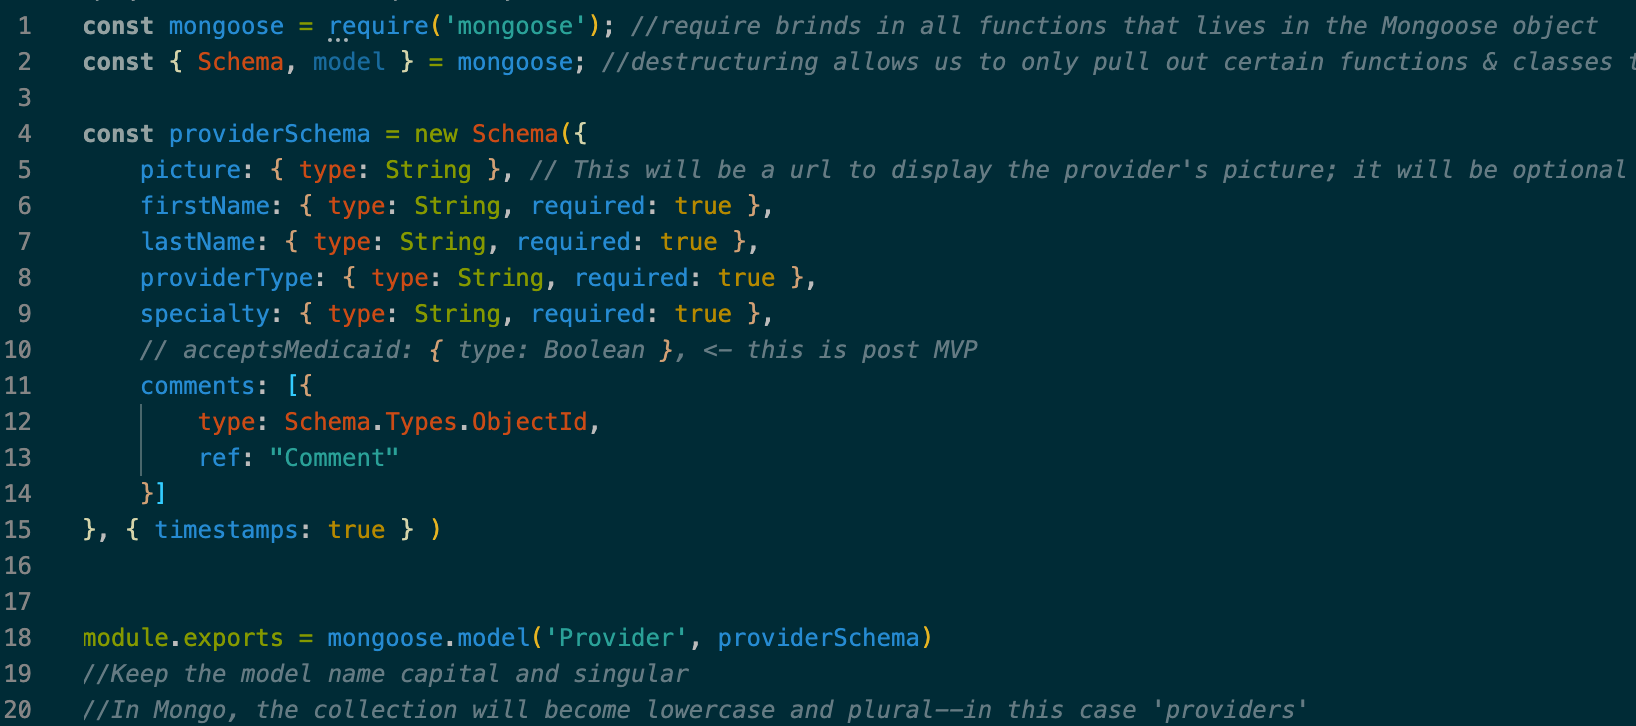 1 const mongoose = require('mongoose'); //require brinds in all functions that lives in the Mongoose object
2 const { Schema, model } = mongoose; //destructuring allows us to only pull out certain functions & classes
3
4 const providerSchema = new Schema({
5 picture: { type: String }, // This will be a url to display the provider's picture; it will be optional
6 firstName: { type: String, required: true },
7 lastName: { type: String, required: true },
8 providerType: { type: String, required: true },
9 specialty: { type: String, required: true },
10 // acceptsMedicaid: { type: Boolean }, <- this is post MVP
11 comments: [{
12 type: Schema.Types.ObjectId,
13 ref: "Comment"
14 }]
15 }, { timestamps: true } )
16
17
18 module.exports = mongoose.model('Provider', providerSchema)
19 //Keep the model name capital and singular
20 //In Mongo, the collection will become lowercase and plural--in this case 'providers'